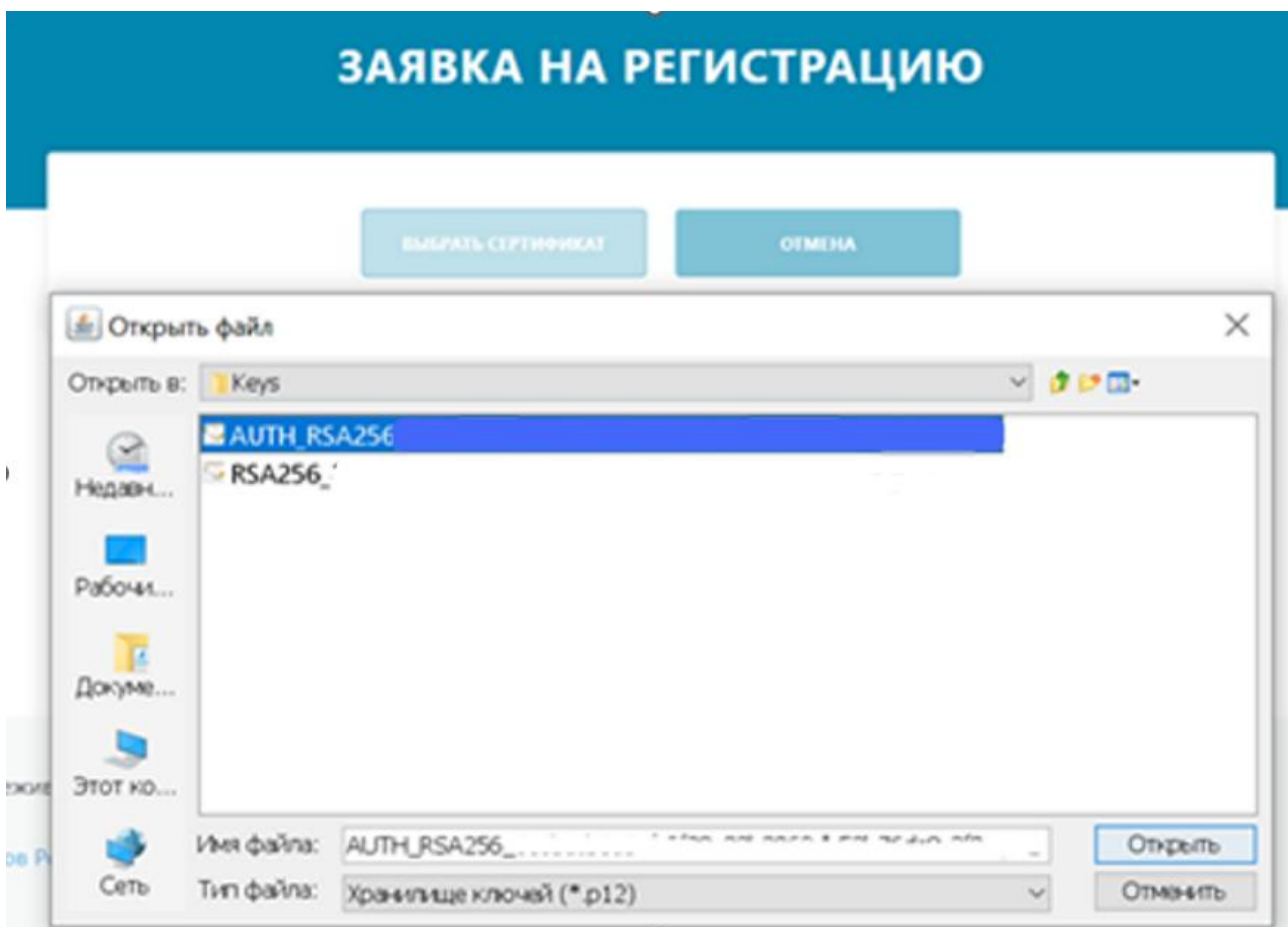 ЗАЯВКА НА РЕГИСТРАЦИЮ
ВЫБРАТЬ СЕРТИФИКАТ
ОТМЕНА
Открыть файл
Открыть в: Keys
AUTH_RSA256
RSA256_
Недавн...
Рабочи...
Докуме...
Этот ко...
Сеть
Имя файла: AUTH_RSA256_
Открыть
Тип файла: Хранилище ключей (*.p12)
Отменить